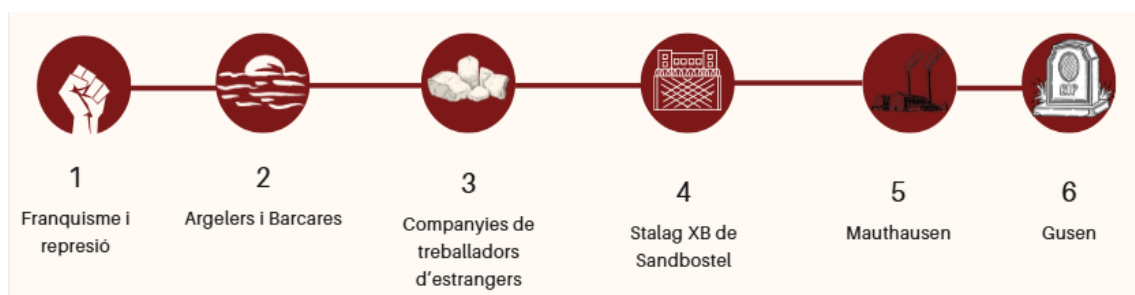 RIP
1
Franquisme i
repressió
2
Argelers i Barcares
3
Companyies de
treballadors
d'estrangers
4
Stalag XB de
Sandbostel
5
Mauthausen
6
Gusen